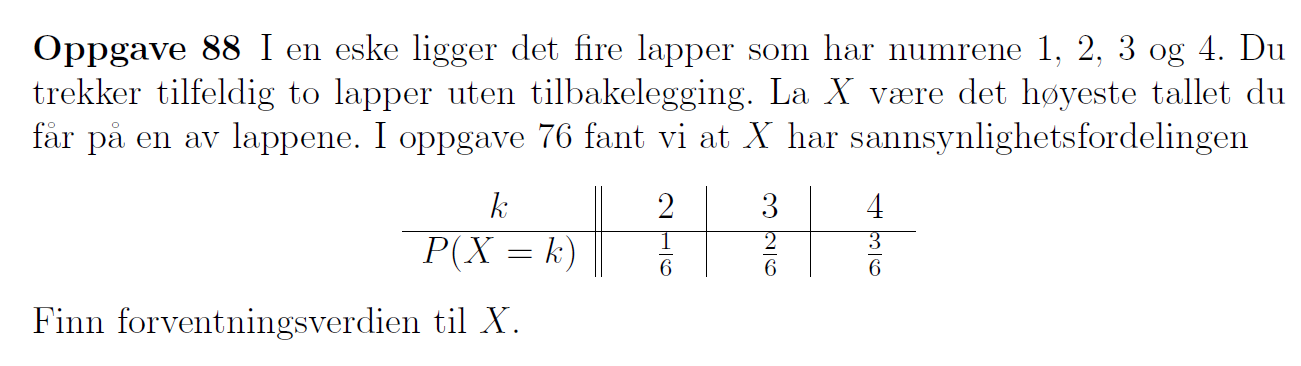 Oppgave 88 I en eske ligger det fire lapper som har numrene 1, 2, 3 og 4. Du
trekker tilfeldig to lapper uten tilbakelegging. La X være det høyeste tallet du
får på en av lappene. I oppgave 76 fant vi at X har sannsynlighetsfordelingen
k 2 3 4
P(X = k) 1/6 2/6 3/6
Finn forventningsverdien til X.